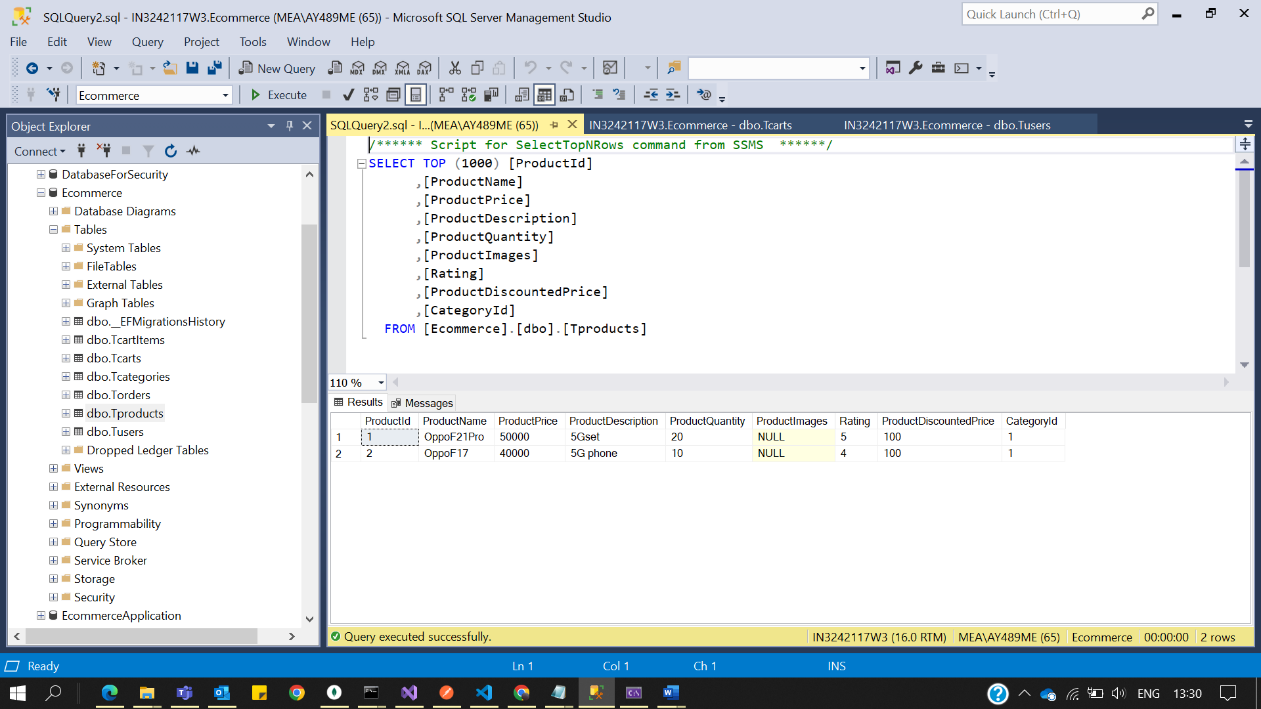 SQLQuery2.sql - IN3242117W3.Ecommerce (MEA\AY489ME (65)) - Microsoft SQL Server Management Studio
Quick Launch (Ctrl+Q)
File Edit View Query Project Tools Window Help
New Query
MDX DMX XMLA DAX
Ecommerce
Execute
Object Explorer
Connect
DatabaseForSecurity
Ecommerce
Database Diagrams
Tables
System Tables
FileTables
External Tables
Graph Tables
dbo.__EFMigrationsHistory
dbo.TcartItems
dbo.Tcarts
dbo.Tcategories
dbo.Torders
dbo.Tproducts
dbo.Tusers
Dropped Ledger Tables
Views
External Resources
Synonyms
Programmability
Query Store
Service Broker
Storage
Security
EcommerceApplication
SQLQuery2.sql - I...(MEA\AY489ME (65)) IN3242117W3.Ecommerce - dbo.Tcarts IN3242117W3.Ecommerce - dbo.Tusers
/****** Script for SelectTopNRows command from SSMS ******/
SELECT TOP (1000) [ProductId]
,[ProductName]
,[ProductPrice]
,[ProductDescription]
,[ProductQuantity]
,[ProductImages]
,[Rating]
,[ProductDiscountedPrice]
,[CategoryId]
FROM [Ecommerce].[dbo].[Tproducts]
110 %
Results Messages
ProductId ProductName ProductPrice ProductDescription ProductQuantity ProductImages Rating ProductDiscountedPrice CategoryId
1 1 OppoF21Pro 50000 5Gset 20 NULL 5 100 1
2 2 OppoF17 40000 5G phone 10 NULL 4 100 1
Query executed successfully. IN3242117W3 (16.0 RTM) MEA\AY489ME (65) Ecommerce 00:00:00 2 rows
Ready Ln 1 Col 1 Ch 1 INS
ENG 13:30